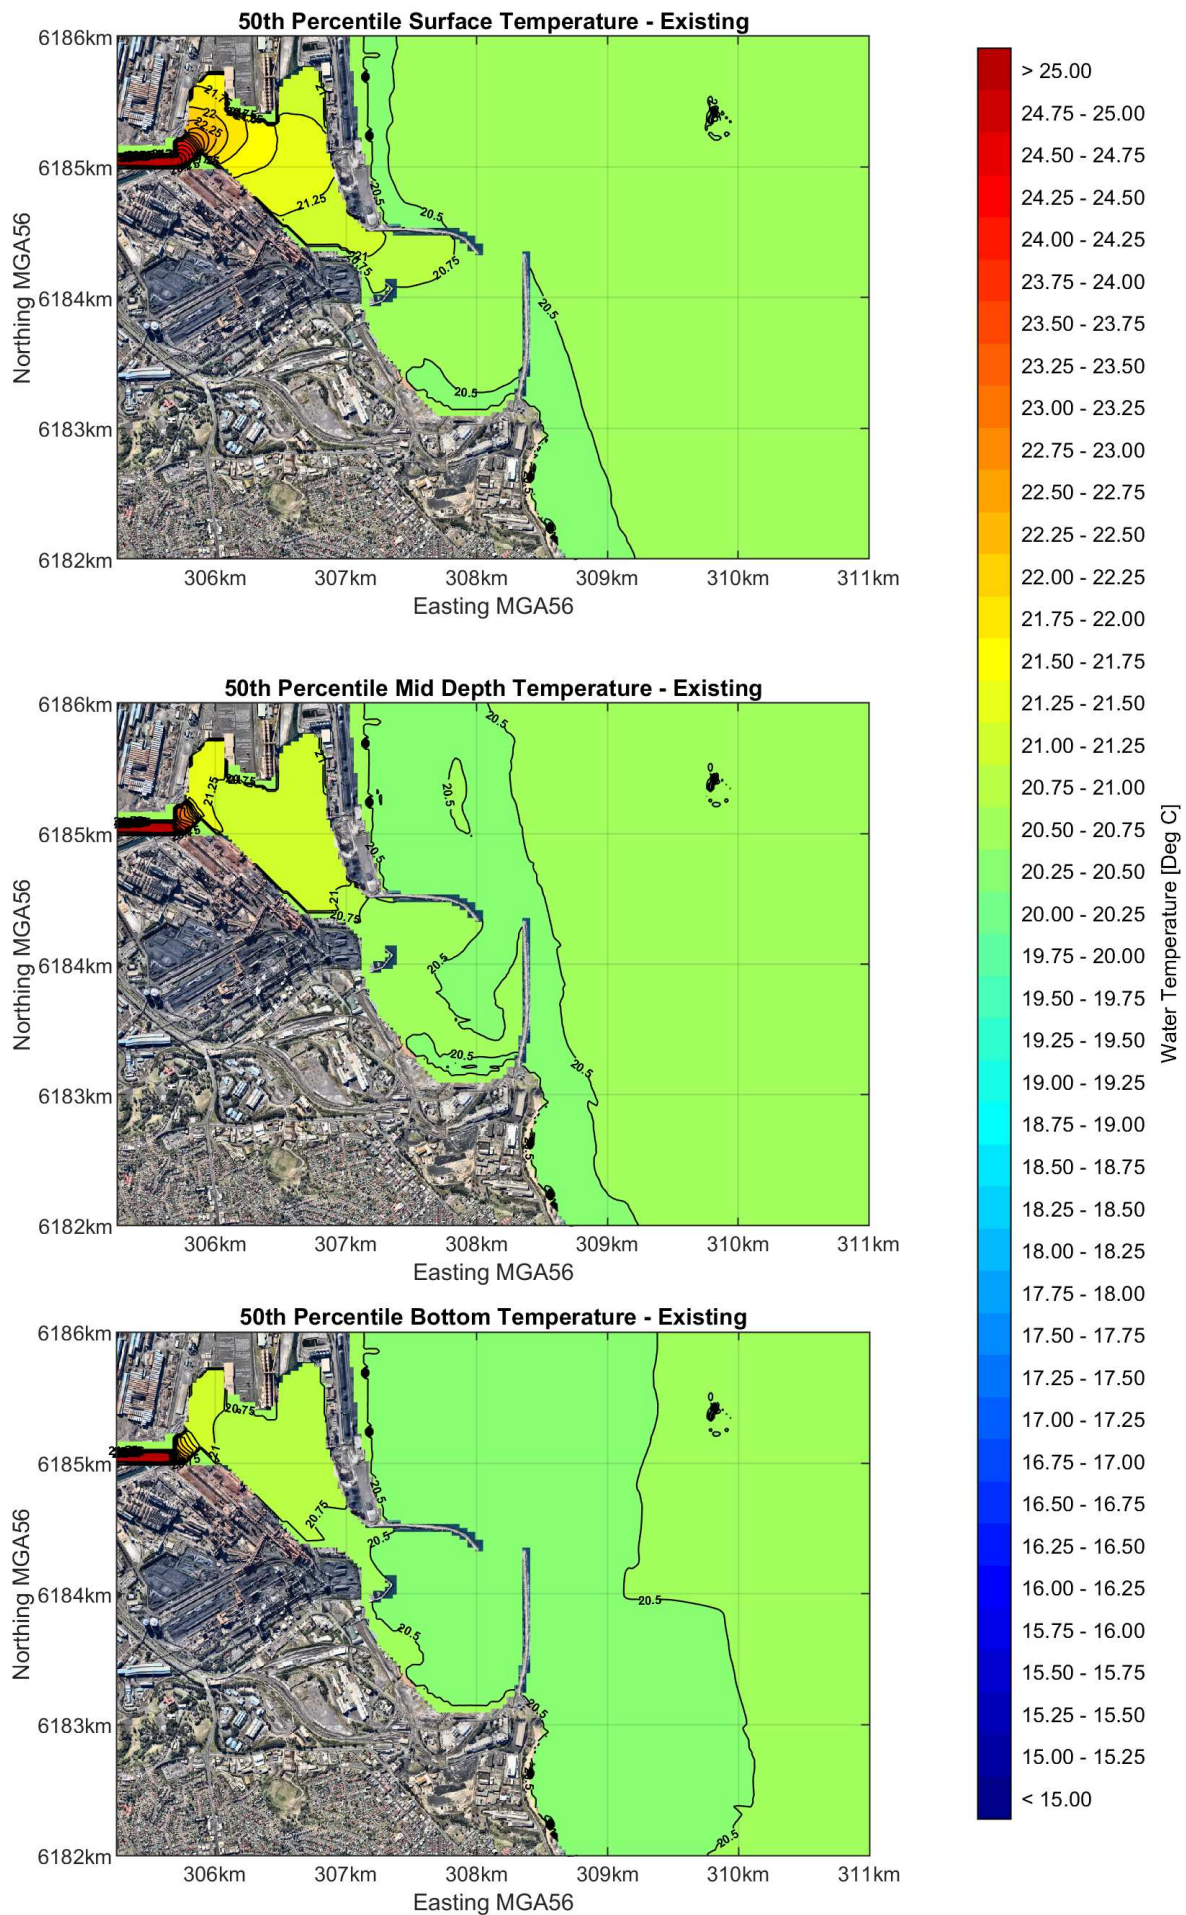 50th Percentile Surface Temperature - Existing
6186km
6185km
6184km
6183km
6182km
Northing MGA56
21.75
22
22.25
21
21.25
21
20.75
20.75
20.5
20.5
20.5
20.5
306km 307km 308km 309km 310km 311km
Easting MGA56
50th Percentile Mid Depth Temperature - Existing
6186km
6185km
6184km
6183km
6182km
Northing MGA56
20.5
21
20.75
21.25
20.5
20.5
21
20.75
20.5
20.5
20.5
306km 307km 308km 309km 310km 311km
Easting MGA56
50th Percentile Bottom Temperature - Existing
6186km
6185km
6184km
6183km
6182km
Northing MGA56
20.75
21
20.5
20.75
20.5
20.5
20.5
20.5
20.5
306km 307km 308km 309km 310km 311km
Easting MGA56
> 25.00
24.75 - 25.00
24.50 - 24.75
24.25 - 24.50
24.00 - 24.25
23.75 - 24.00
23.50 - 23.75
23.25 - 23.50
23.00 - 23.25
22.75 - 23.00
22.50 - 22.75
22.25 - 22.50
22.00 - 22.25
21.75 - 22.00
21.50 - 21.75
21.25 - 21.50
21.00 - 21.25
20.75 - 21.00
20.50 - 20.75
20.25 - 20.50
20.00 - 20.25
19.75 - 20.00
19.50 - 19.75
19.25 - 19.50
19.00 - 19.25
18.75 - 19.00
18.50 - 18.75
18.25 - 18.50
18.00 - 18.25
17.75 - 18.00
17.50 - 17.75
17.25 - 17.50
17.00 - 17.25
16.75 - 17.00
16.50 - 16.75
16.25 - 16.50
16.00 - 16.25
15.75 - 16.00
15.50 - 15.75
15.25 - 15.50
15.00 - 15.25
< 15.00
Water Temperature [Deg C]